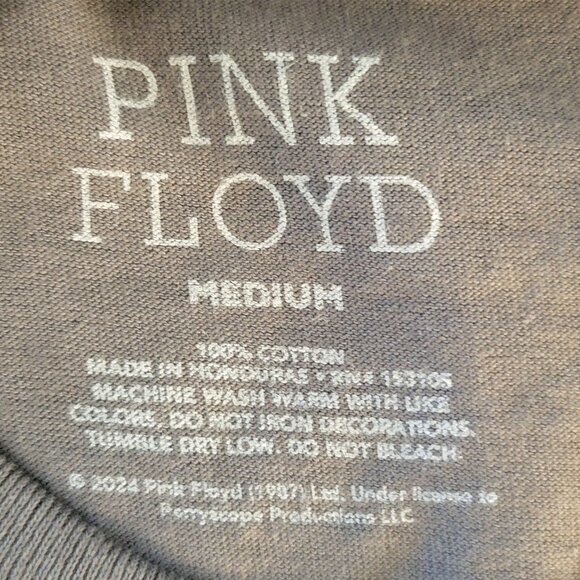 PINK
FLOYD
MEDIUM
100% COTTON
MADE IN HONDURAS • RN# 153105
MACHINE WASH WARM WITH LIKE
COLORS. DO NOT IRON DECORATIONS.
TUMBLE DRY LOW. DO NOT BLEACH.
© 2024 Pink Floyd (1987) Ltd. Under license to
Perryscope Productions LLC